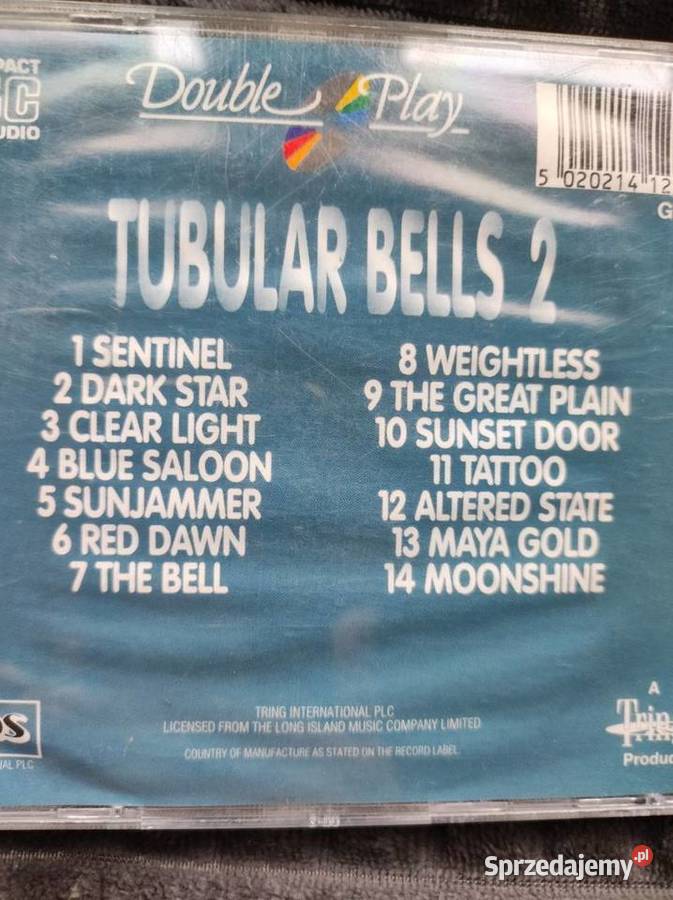 Double Play
5 020214 12
TUBULAR BELLS 2
1 SENTINEL
2 DARK STAR
3 CLEAR LIGHT
4 BLUE SALOON
5 SUNJAMMER
6 RED DAWN
7 THE BELL
8 WEIGHTLESS
9 THE GREAT PLAIN
10 SUNSET DOOR
11 TATTOO
12 ALTERED STATE
13 MAYA GOLD
14 MOONSHINE
TRING INTERNATIONAL PLC
LICENSED FROM THE LONG ISLAND MUSIC COMPANY LIMITED
COUNTRY OF MANUFACTURE AS STATED ON THE RECORD LABEL
PLC
A
Sprzedajemy.pl